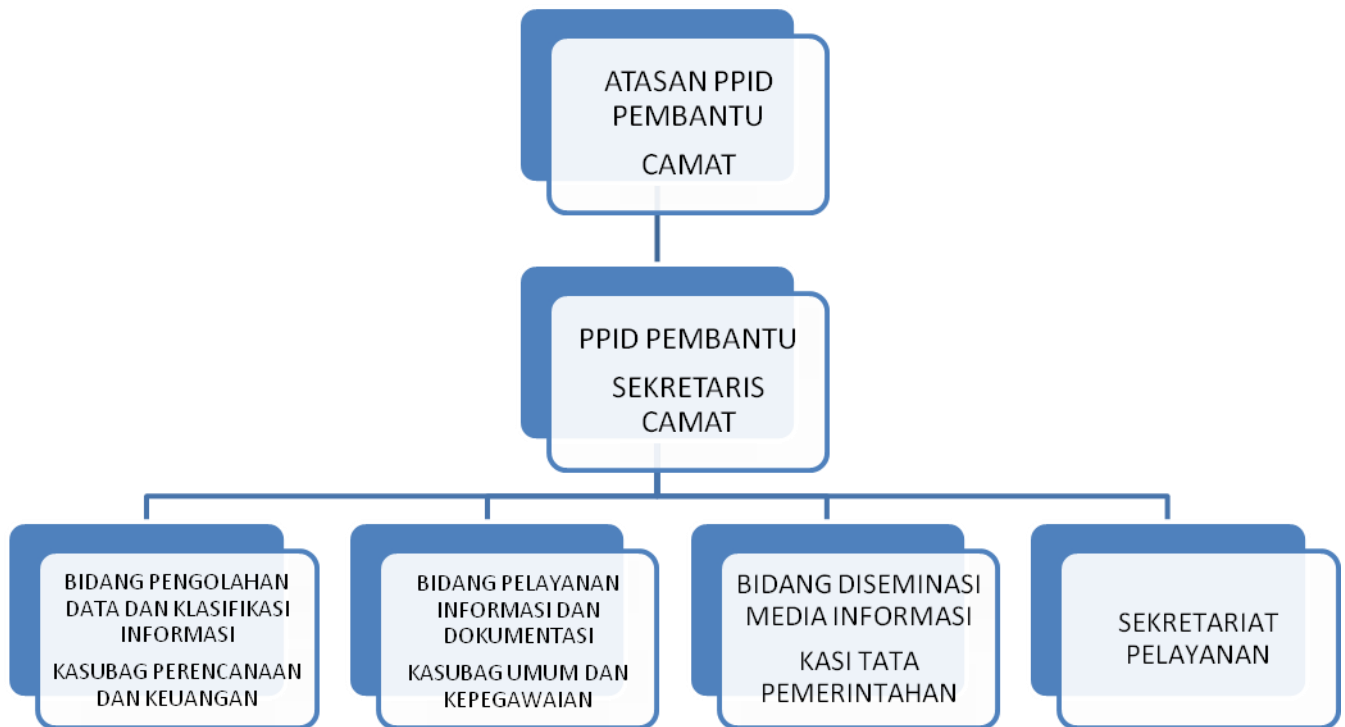 ATASAN PPID
PEMBANTU
CAMAT
PPID PEMBANTU
SEKRETARIS
CAMAT
BIDANG PENGOLAHAN
DATA DAN KLASIFIKASI
INFORMASI
KASUBAG PERENCANAAN
DAN KEUANGAN
BIDANG PELAYANAN
INFORMASI DAN
DOKUMENTASI
KASUBAG UMUM DAN
KEPEGAWAIAN
BIDANG DISEMINASI
MEDIA INFORMASI
KASI TATA
PEMERINTAHAN
SEKRETARIAT
PELAYANAN